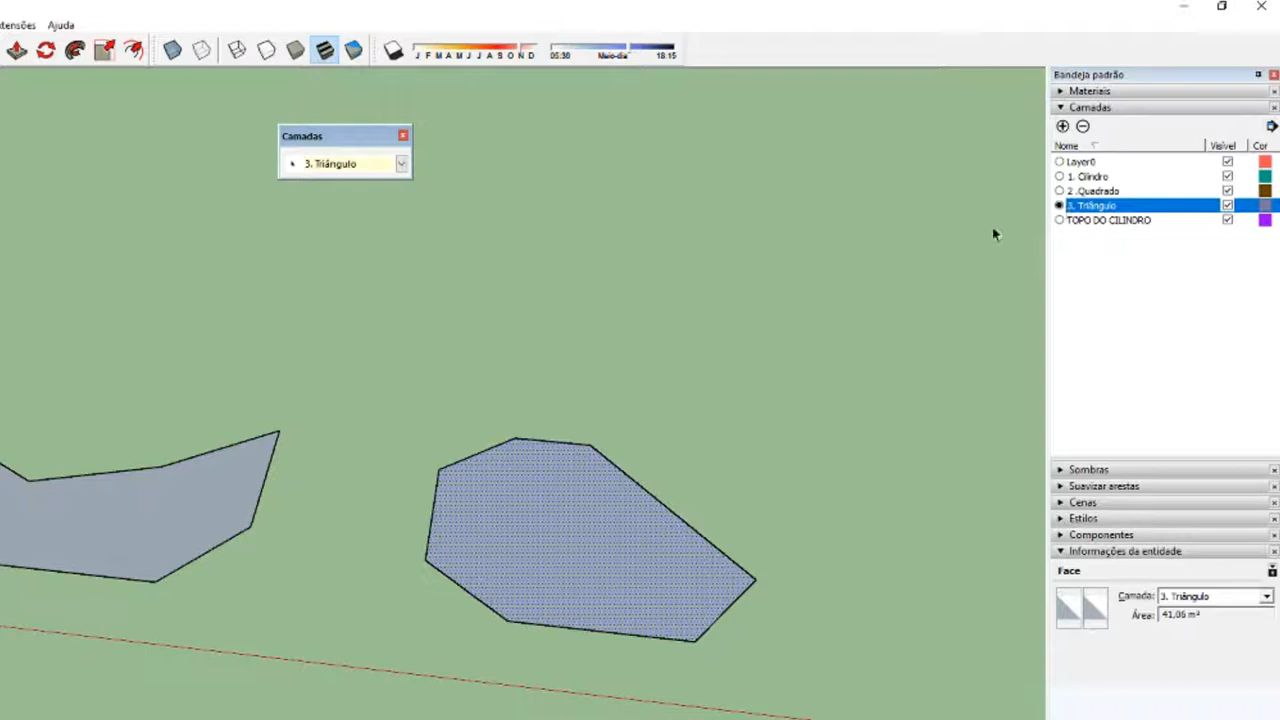 tensões Ajuda
J F M A M J J A S O N D 05:30 Meio-dia 18:15
Bandeja padrão
Materiais
Camadas
Nome Visível Cor
Layer0
1. Cilindro
2 .Quadrado
3. Triângulo
TOPO DO CILINDRO
Camadas
3. Triângulo
Sombras
Suavizar arestas
Cenas
Estilos
Componentes
Informações da entidade
Face
Camada: 3. Triângulo
Área: 41,06 m²